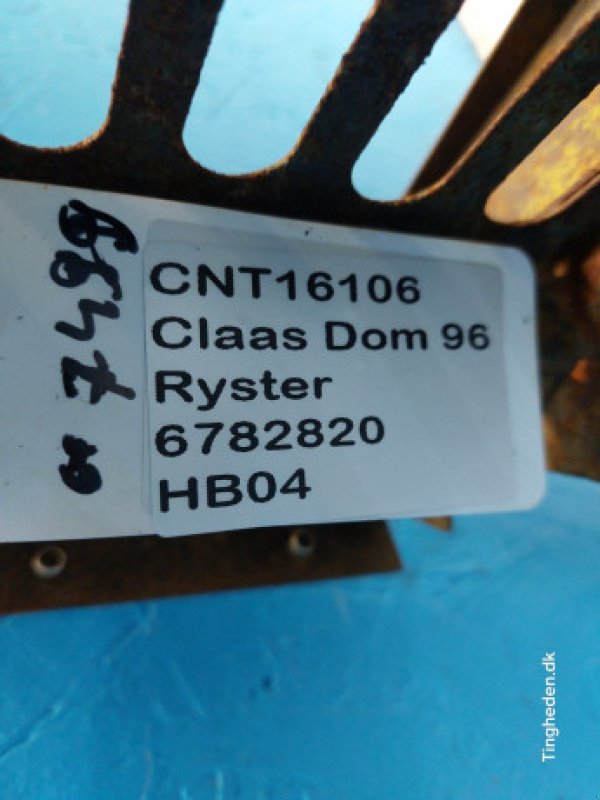 CNT16106
Claas Dom 96
Ryster
6782820
HB04
Tingheden.dk